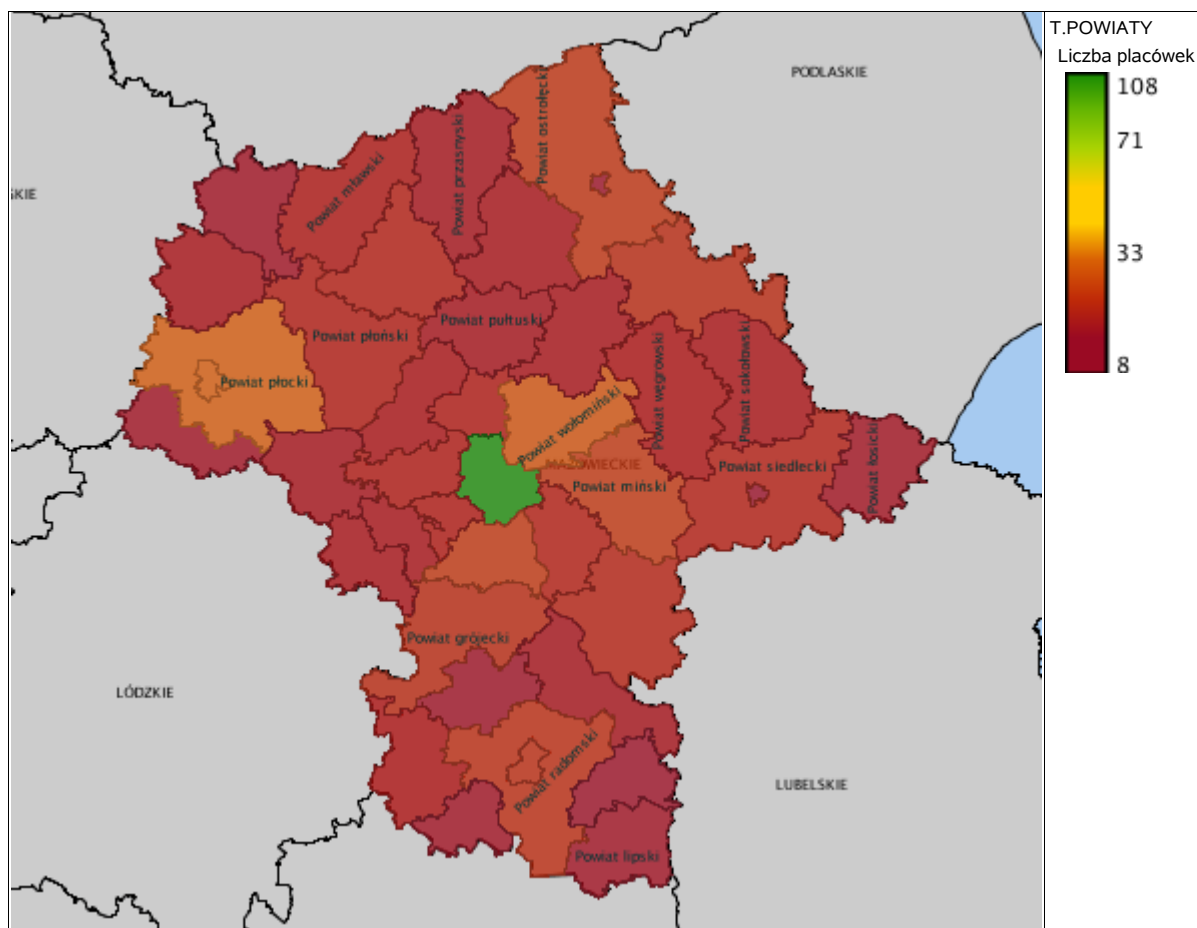 T.POWIATY
Liczba placówek
108
71
33
8
PODLASKIE
SKIE
Powiat ostrołęcki
Powiat przasnyski
Powiat mławski
Powiat pułtuski
Powiat płoński
Powiat płocki
Powiat węgrowski
Powiat sokołowski
Powiat wołomiński
MAZOWIECKIE
Powiat miński
Powiat siedlecki
Powiat łosicki
Powiat grójecki
LÓDZKIE
Powiat radomski
LUBELSKIE
Powiat lipski